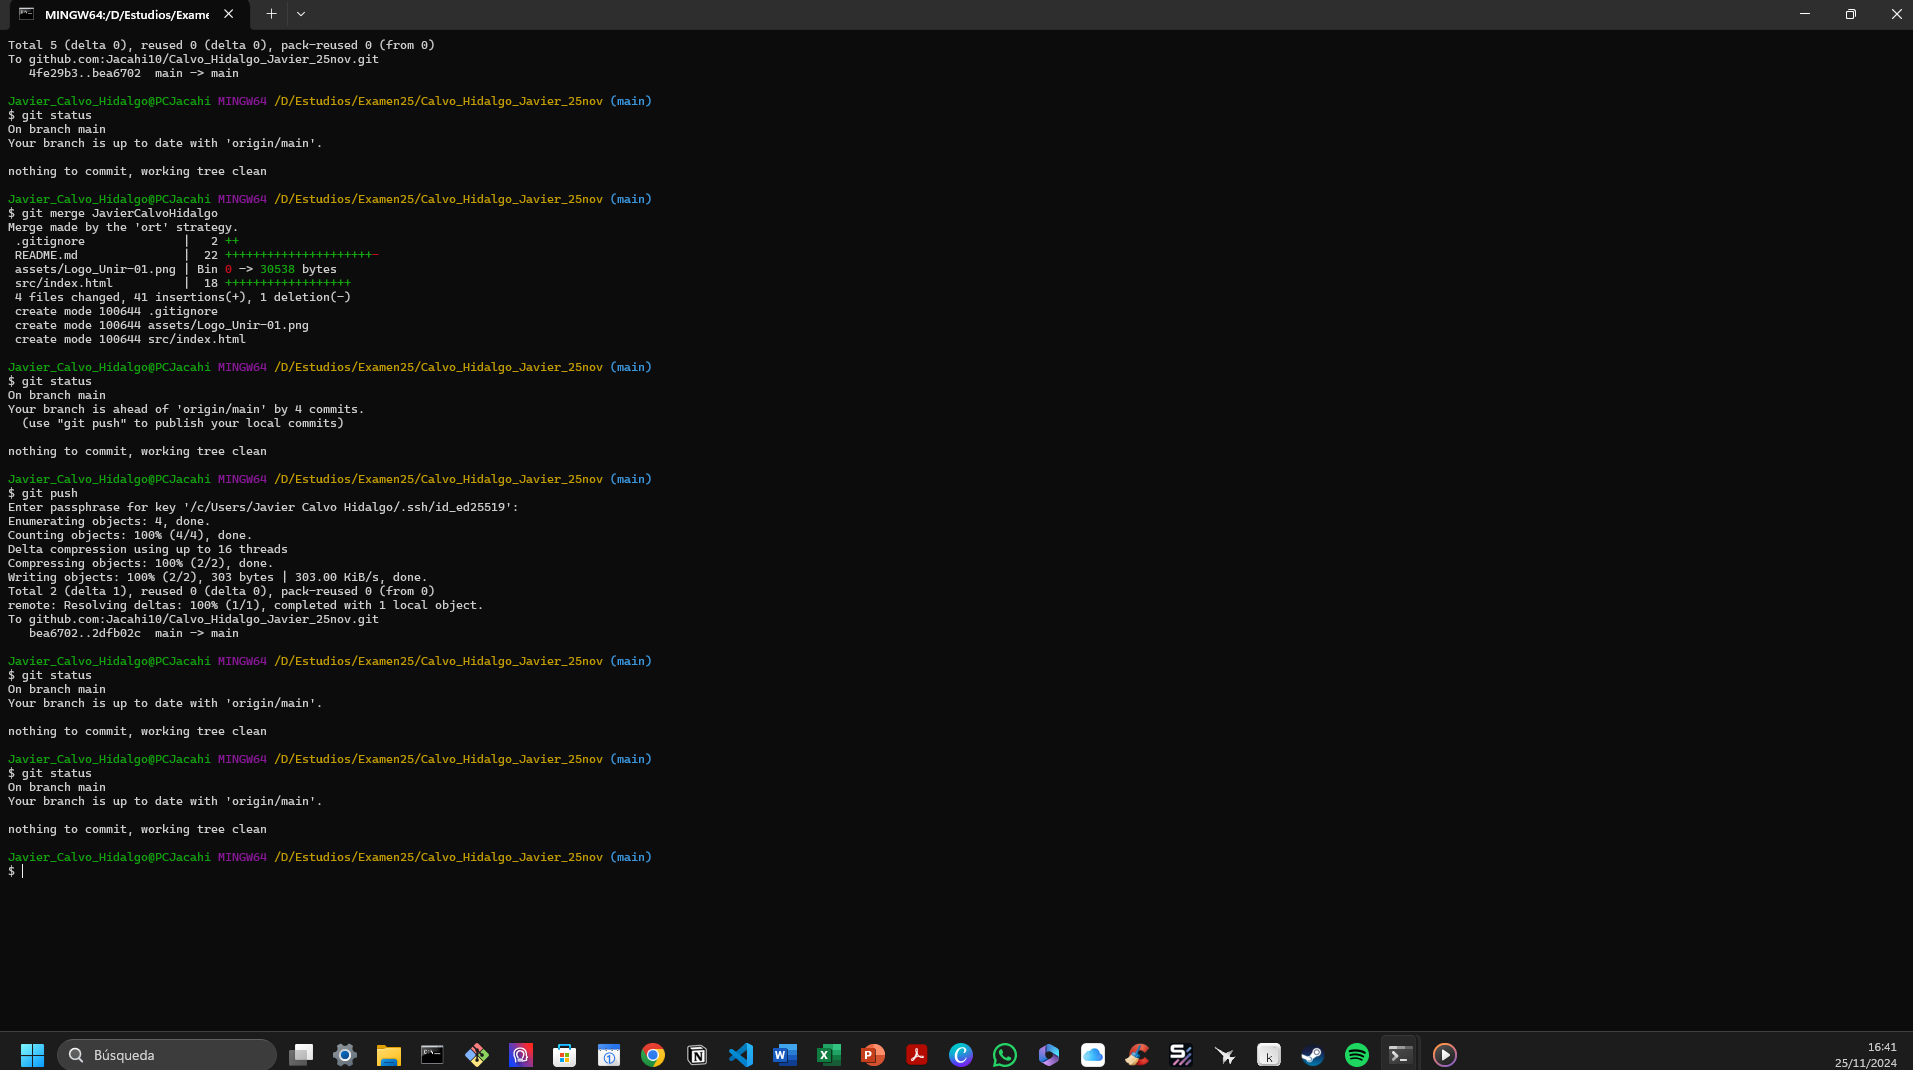 MINGW64:/D/Estudios/Exame
Total 5 (delta 0), reused 0 (delta 0), pack-reused 0 (from 0)
To github.com:Jacahi10/Calvo_Hidalgo_Javier_25nov.git
   4fe29b3..bea6702  main -> main
Javier_Calvo_Hidalgo@PCJacahi MINGW64 /D/Estudios/Examen25/Calvo_Hidalgo_Javier_25nov (main)
$ git status
On branch main
Your branch is up to date with 'origin/main'.
nothing to commit, working tree clean
Javier_Calvo_Hidalgo@PCJacahi MINGW64 /D/Estudios/Examen25/Calvo_Hidalgo_Javier_25nov (main)
$ git merge JavierCalvoHidalgo
Merge made by the 'ort' strategy.
 .gitignore              |   2 ++
 README.md               |  22 +++++++++++++++++++++-
 assets/Logo_Unir-01.png | Bin 0 -> 30538 bytes
 src/index.html          |  18 ++++++++++++++++++
 4 files changed, 41 insertions(+), 1 deletion(-)
 create mode 100644 .gitignore
 create mode 100644 assets/Logo_Unir-01.png
 create mode 100644 src/index.html
Javier_Calvo_Hidalgo@PCJacahi MINGW64 /D/Estudios/Examen25/Calvo_Hidalgo_Javier_25nov (main)
$ git status
On branch main
Your branch is ahead of 'origin/main' by 4 commits.
  (use "git push" to publish your local commits)
nothing to commit, working tree clean
Javier_Calvo_Hidalgo@PCJacahi MINGW64 /D/Estudios/Examen25/Calvo_Hidalgo_Javier_25nov (main)
$ git push
Enter passphrase for key '/c/Users/Javier Calvo Hidalgo/.ssh/id_ed25519':
Enumerating objects: 4, done.
Counting objects: 100% (4/4), done.
Delta compression using up to 16 threads
Compressing objects: 100% (2/2), done.
Writing objects: 100% (2/2), 303 bytes | 303.00 KiB/s, done.
Total 2 (delta 1), reused 0 (delta 0), pack-reused 0 (from 0)
remote: Resolving deltas: 100% (1/1), completed with 1 local object.
To github.com:Jacahi10/Calvo_Hidalgo_Javier_25nov.git
   bea6702..2dfb02c  main -> main
Javier_Calvo_Hidalgo@PCJacahi MINGW64 /D/Estudios/Examen25/Calvo_Hidalgo_Javier_25nov (main)
$ git status
On branch main
Your branch is up to date with 'origin/main'.
nothing to commit, working tree clean
Javier_Calvo_Hidalgo@PCJacahi MINGW64 /D/Estudios/Examen25/Calvo_Hidalgo_Javier_25nov (main)
$ git status
On branch main
Your branch is up to date with 'origin/main'.
nothing to commit, working tree clean
Javier_Calvo_Hidalgo@PCJacahi MINGW64 /D/Estudios/Examen25/Calvo_Hidalgo_Javier_25nov (main)
$
Búsqueda
16:41
25/11/2024